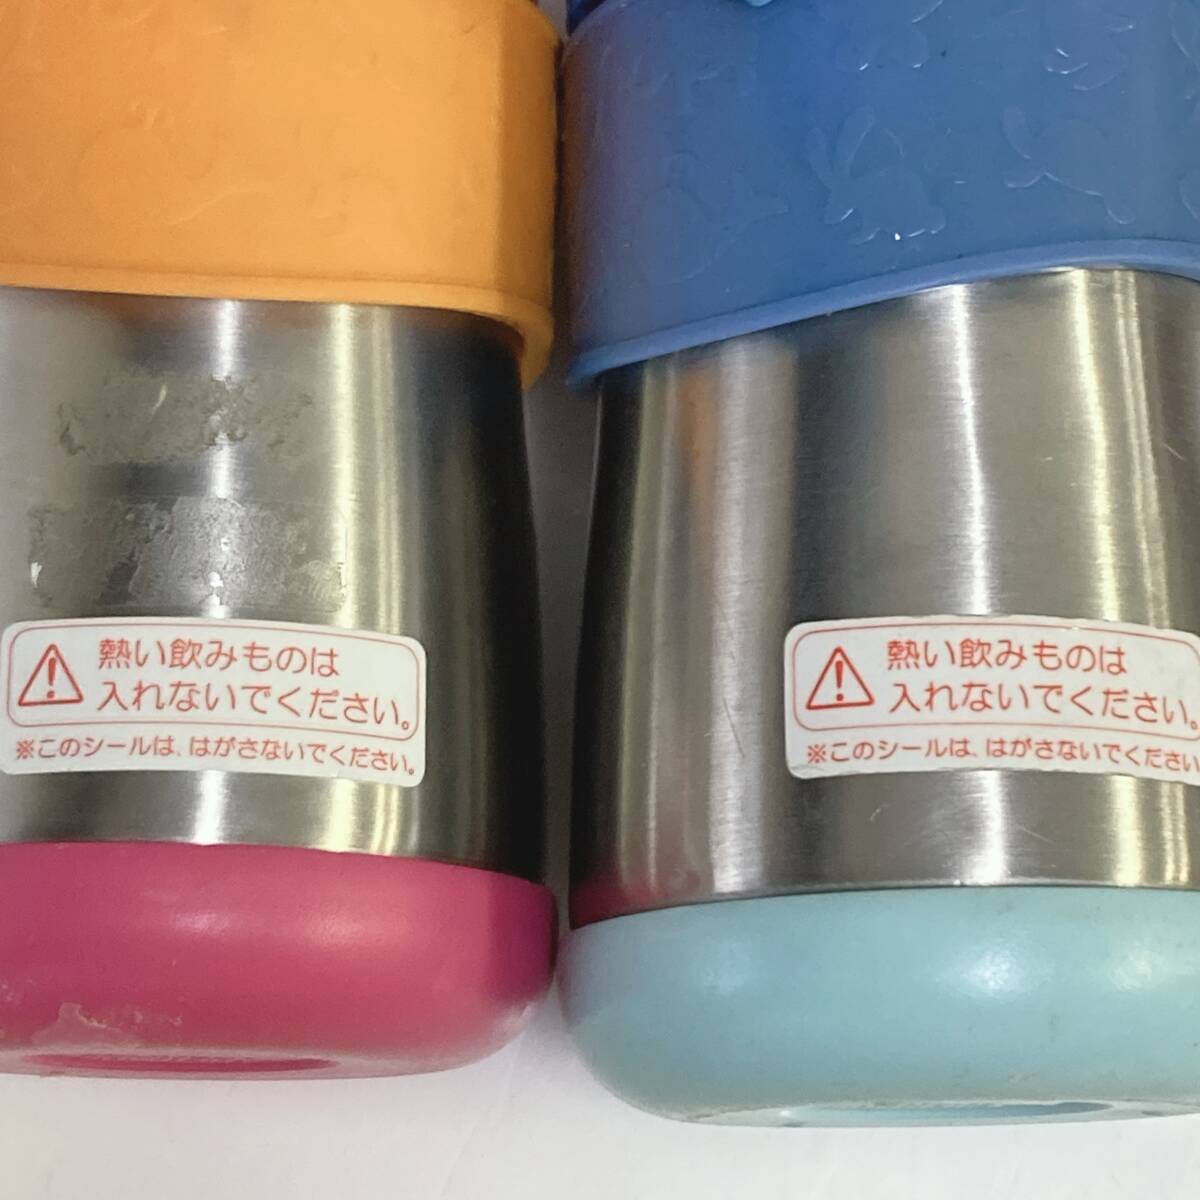 熱い飲みものは
入れないでください。
※このシールは、はがさないでください。
熱い飲みものは
入れないでください。
※このシールは、はがさないでください